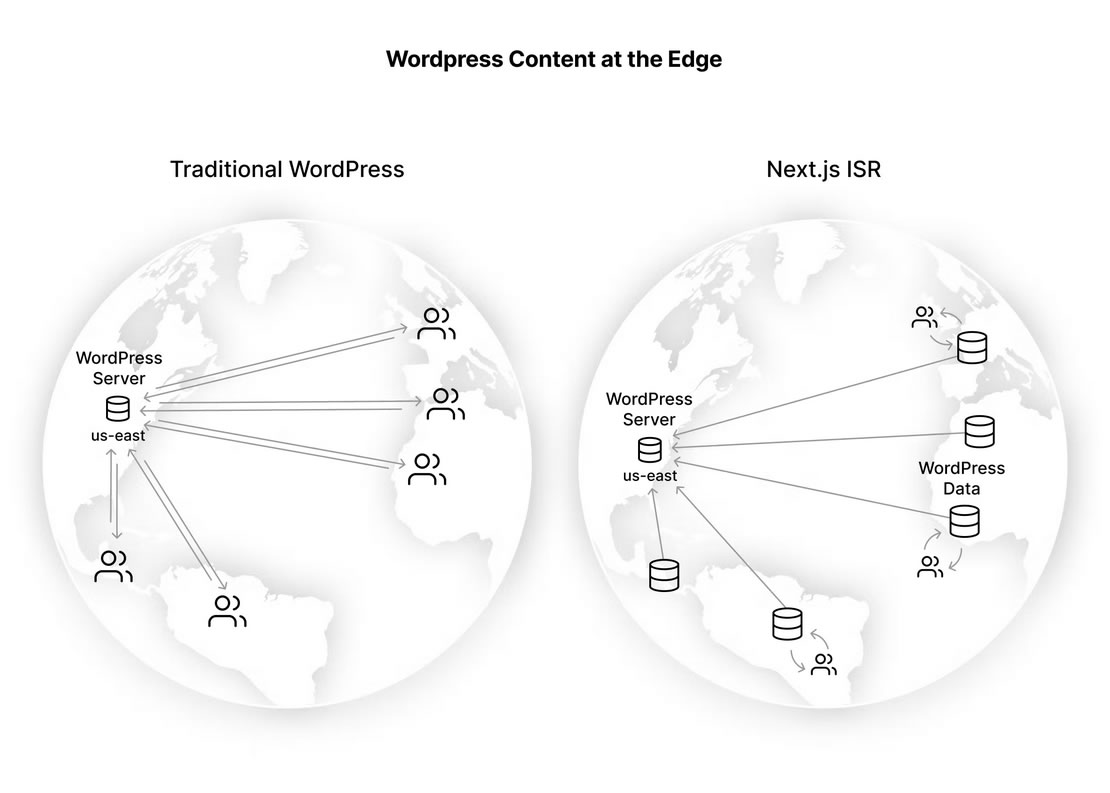 Wordpress Content at the Edge
Traditional WordPress
WordPress
Server
us-east
Next.js ISR
WordPress
Server
us-east
WordPress
Data